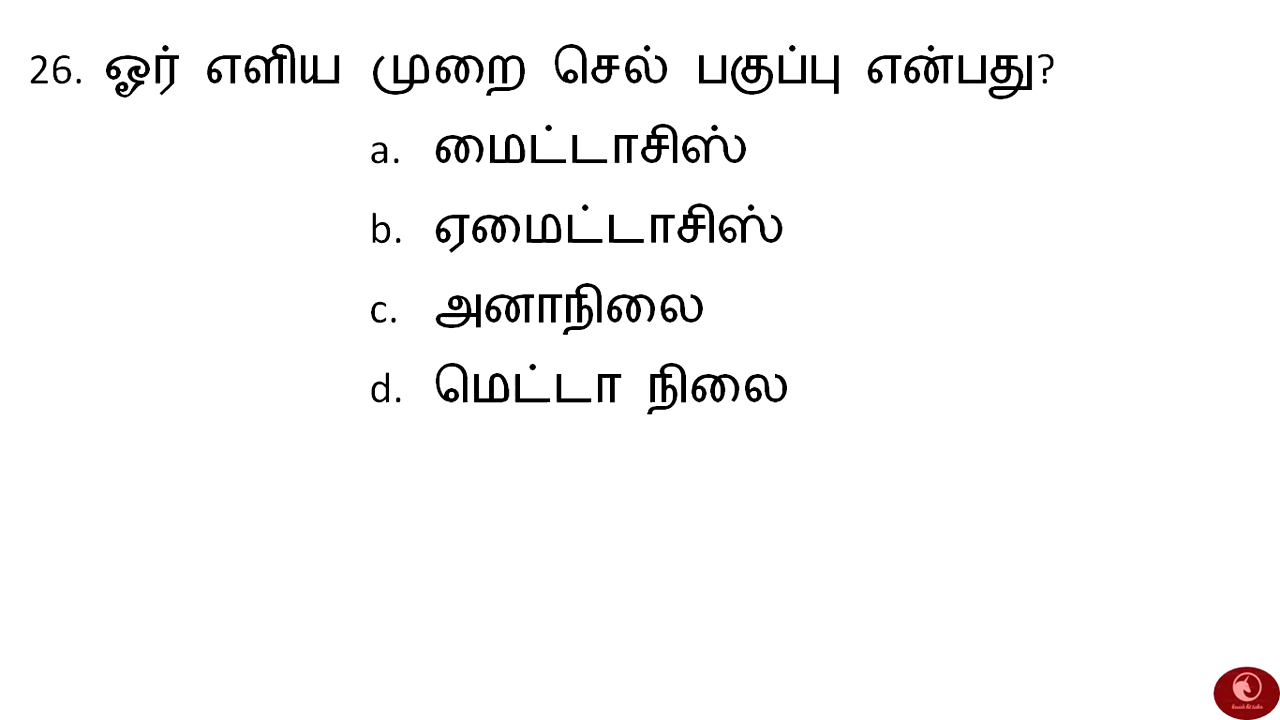 26. ஓர் எளிய முறை செல் பகுப்பு என்பது?
a. மைட்டாசிஸ்
b. ஏமைட்டாசிஸ்
c. அனாநிலை
d. மெட்டா நிலை